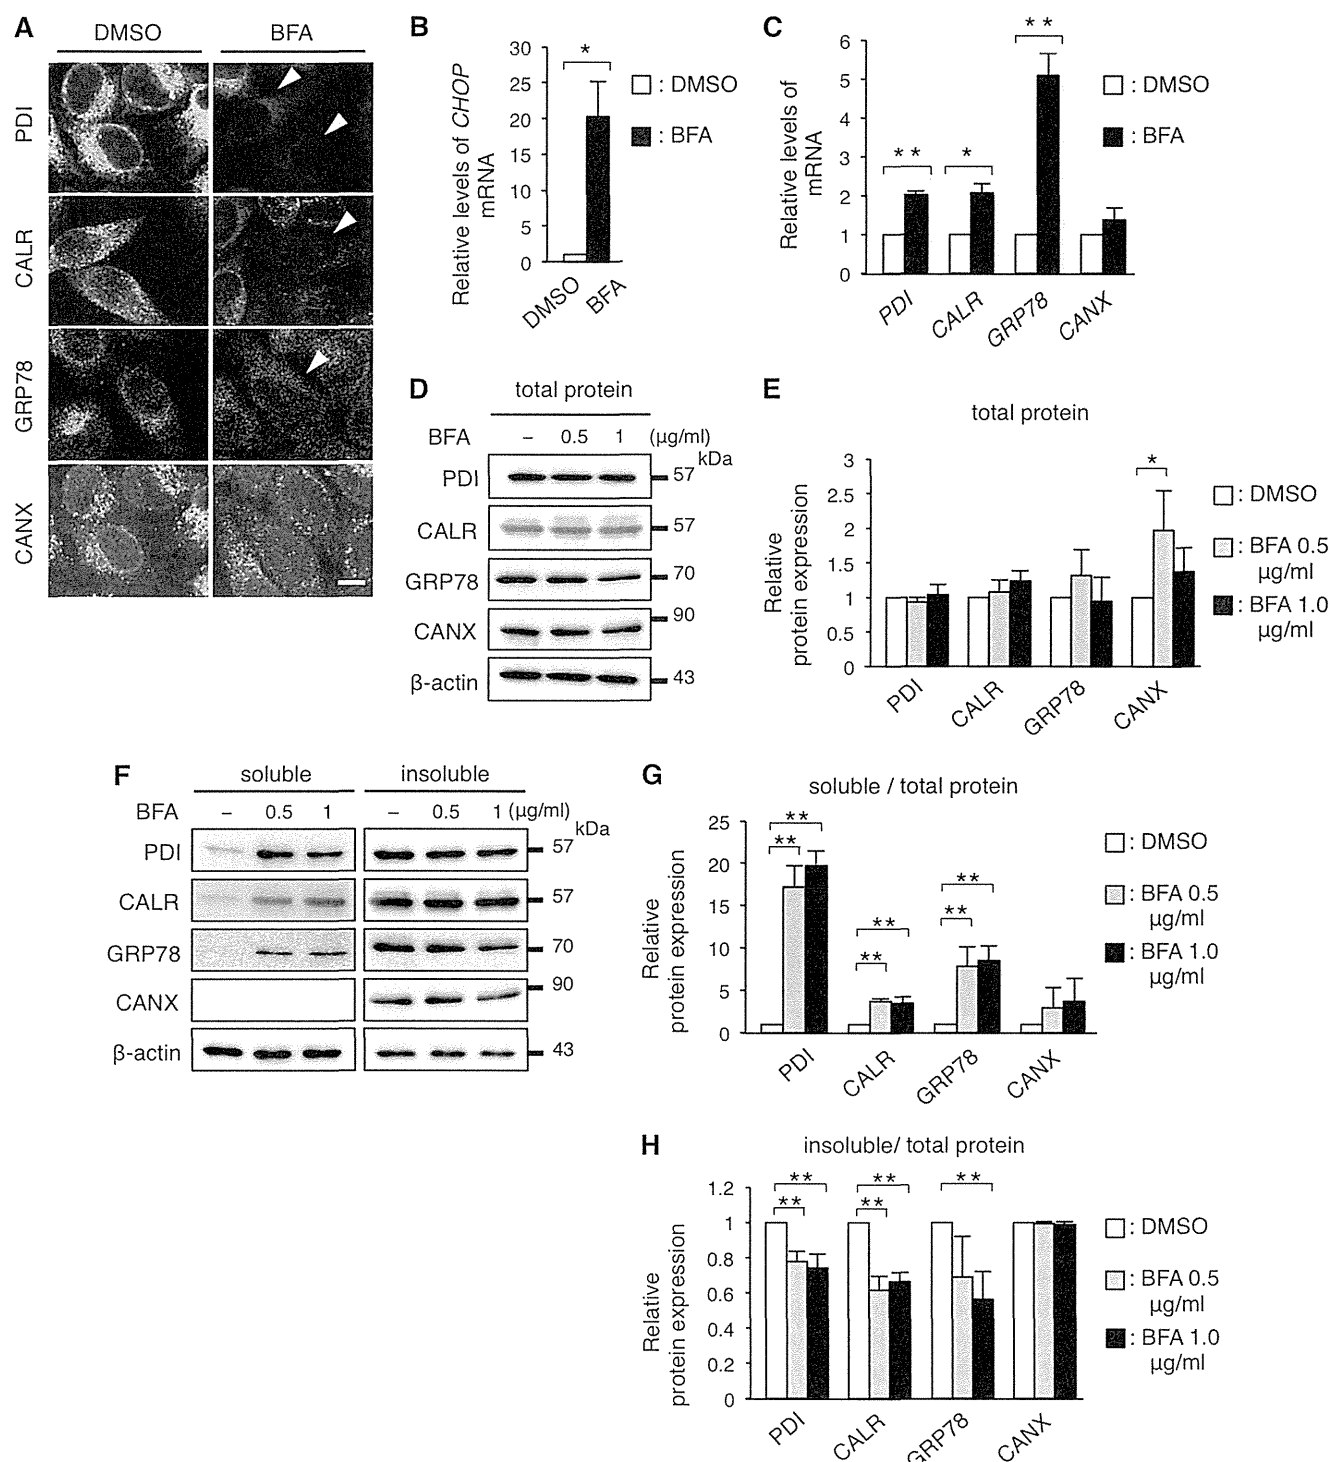 A
DMSO BFA
PDI
CALR
GRP78
CANX
B
Relative levels of CHOP
mRNA
30
25
20
15
10
5
0
*
DMSO
BFA
: DMSO
: BFA
C
Relative levels of
mRNA
6
5
4
3
2
1
0
** * **
PDI
CALR
GRP78
CANX
: DMSO
: BFA
D
total protein
BFA – 0.5 1 (µg/ml)
kDa
PDI 57
CALR 57
GRP78 70
CANX 90
β-actin 43
E
total protein
Relative
protein expression
3
2.5
2
1.5
1
0.5
0
*
PDI
CALR
GRP78
CANX
: DMSO
: BFA 0.5
µg/ml
: BFA 1.0
µg/ml
F
soluble insoluble
BFA – 0.5 1 – 0.5 1 (µg/ml)
kDa
PDI 57
CALR 57
GRP78 70
CANX 90
β-actin 43
G
soluble / total protein
Relative
protein expression
25
20
15
10
5
0
**
**
**
**
**
**
PDI
CALR
GRP78
CANX
: DMSO
: BFA 0.5
µg/ml
: BFA 1.0
µg/ml
H
insoluble/ total protein
Relative
protein expression
1.2
1
0.8
0.6
0.4
0.2
0
** ** **
** **
PDI
CALR
GRP78
CANX
: DMSO
: BFA 0.5
µg/ml
: BFA 1.0
µg/ml